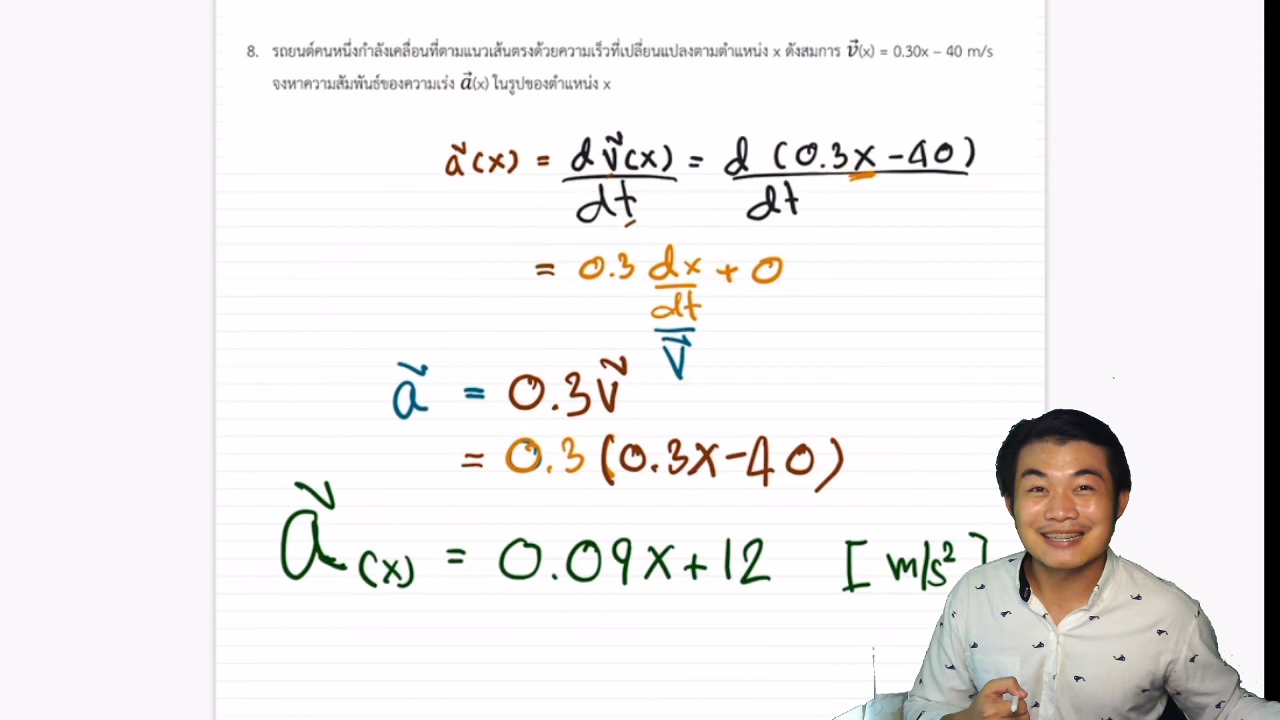 8. รถยนต์คนหนึ่งกำลังเคลื่อนที่ตามแนวเส้นตรงด้วยความเร็วที่เปลี่ยนแปลงตามตำแหน่ง x ดังสมการ v⃗(x) = 0.30x – 40 m/s
จงหาความสัมพันธ์ของความเร่ง a⃗(x) ในรูปของตำแหน่ง x
a⃗(x) = dv⃗(x)/dt = d(0.3x-40)/dt
= 0.3 dx/dt + 0
v⃗
a⃗ = 0.3v⃗
= 0.3(0.3x-40)
a⃗(x) = 0.09x+12 [m/s²]